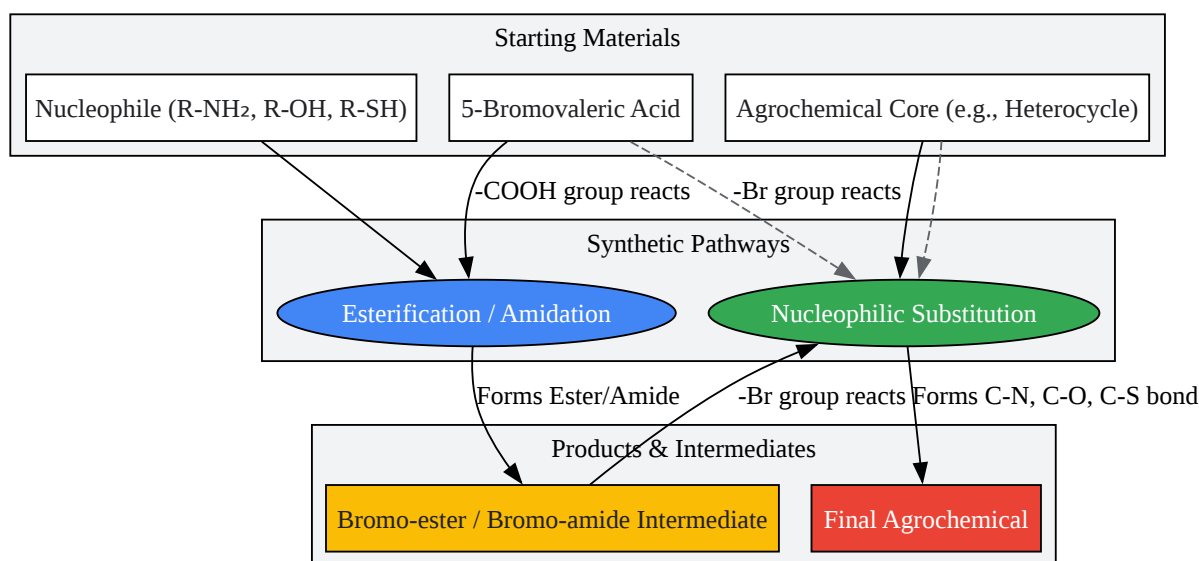 Starting Materials
Nucleophile (R-NH₂, R-OH, R-SH)
5-Bromovaleric Acid
Agrochemical Core (e.g., Heterocycle)
-COOH group reacts
-Br group reacts
Synthetic Pathways
Esterification / Amidation
Nucleophilic Substitution
Forms Ester/Amide
-Br group reacts
Forms C-N, C-O, C-S bond
Products & Intermediates
Bromo-ester / Bromo-amide Intermediate
Final Agrochemical